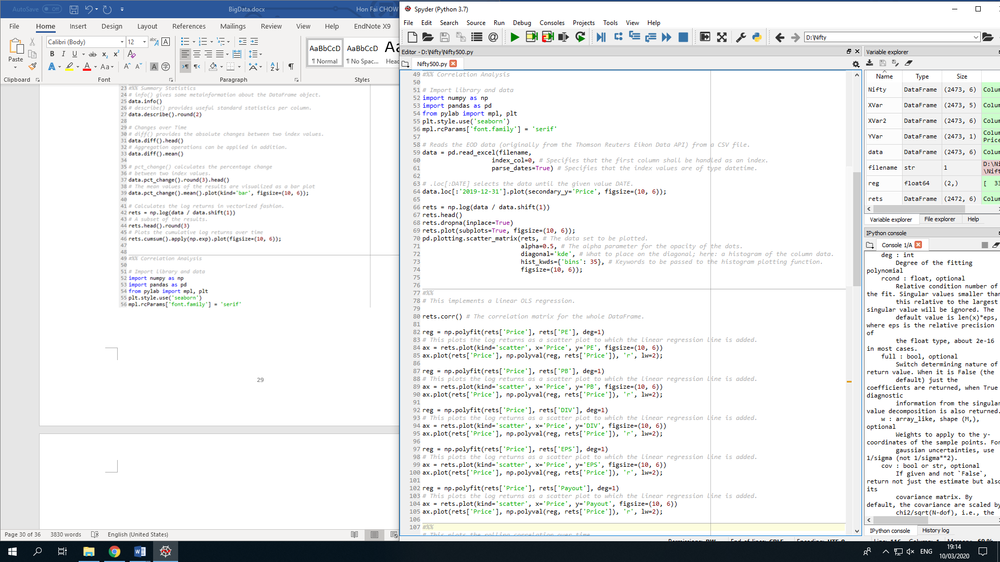 AutoSave Off
BigData.docx
Hon Fai CHOW
File Home Insert Design Layout References Mailings Review View Help EndNote X9
Paste
Calibri (Body) 12
AaBbCcD AaBbCcD
¶ Normal ¶ No Spac... Head
Clipboard Font Paragraph Styles
23 #%% Summary Statistics
24 # info() gives some metainformation about the DataFrame object.
25 data.info()
26 # describe() provides useful standard statistics per column.
27 data.describe().round(2)
28
29 # Changes over Time
30 # diff() provides the absolute changes between two index values.
31 data.diff().head()
32 # Aggregation operations can be applied in addition.
33 data.diff().mean()
34
35 # pct_change() calculates the percentage change
36 # between two index values.
37 data.pct_change().round(3).head()
38 # The mean values of the results are visualized as a bar plot
39 data.pct_change().mean().plot(kind='bar', figsize=(10, 6));
40
41 # Calculates the log returns in vectorized fashion.
42 rets = np.log(data / data.shift(1))
43 # A subset of the results.
44 rets.head().round(3)
45 # Plots the cumulative log returns over time
46 rets.cumsum().apply(np.exp).plot(figsize=(10, 6));
47
48
49 #%% Correlation Analysis
50
51 # Import library and data
52 import numpy as np
53 import pandas as pd
54 from pylab import mpl, plt
55 plt.style.use('seaborn')
56 mpl.rcParams['font.family'] = 'serif'
29
Page 30 of 36 3830 words English (United States)
Spyder (Python 3.7)
File Edit Search Source Run Debug Consoles Projects Tools View Help
D:\Nifty
Editor - D:\Nifty\Nifty500.py
Nifty500.py
49 #%% Correlation Analysis
50
51 # Import library and data
52 import numpy as np
53 import pandas as pd
54 from pylab import mpl, plt
55 plt.style.use('seaborn')
56 mpl.rcParams['font.family'] = 'serif'
57
58 # Reads the EOD data (originally from the Thomson Reuters Eikon Data API) from a CSV file.
59 data = pd.read_excel(filename,
60 index_col=0, # Specifies that the first column shall be handled as an index.
61 parse_dates=True) # Specifies that the index values are of type datetime.
62
63 # .loc[:DATE] selects the data until the given value DATE.
64 data.loc[:'2019-12-31'].plot(secondary_y='Price', figsize=(10, 6));
65
66 rets = np.log(data / data.shift(1))
67 rets.head()
68 rets.dropna(inplace=True)
69 rets.plot(subplots=True, figsize=(10, 6));
70 pd.plotting.scatter_matrix(rets, # The data set to be plotted.
71 alpha=0.5, # The alpha parameter for the opacity of the dots.
72 diagonal='kde', # What to place on the diagonal; here: a histogram of the column data.
73 hist_kwds={'bins': 35}, # Keywords to be passed to the histogram plotting function.
74 figsize=(10, 6));
75
76
77 #%%
78 # This implements a linear OLS regression.
79
80 rets.corr() # The correlation matrix for the whole DataFrame.
81
82 reg = np.polyfit(rets['Price'], rets['PE'], deg=1)
83 # This plots the log returns as a scatter plot to which the linear regression line is added.
84 ax = rets.plot(kind='scatter', x='Price', y='PE', figsize=(10, 6))
85 ax.plot(rets['Price'], np.polyval(reg, rets['Price']), 'r', lw=2);
86
87 reg = np.polyfit(rets['Price'], rets['PB'], deg=1)
88 # This plots the log returns as a scatter plot to which the linear regression line is added.
89 ax = rets.plot(kind='scatter', x='Price', y='PB', figsize=(10, 6))
90 ax.plot(rets['Price'], np.polyval(reg, rets['Price']), 'r', lw=2);
91
92 reg = np.polyfit(rets['Price'], rets['DIV'], deg=1)
93 # This plots the log returns as a scatter plot to which the linear regression line is added.
94 ax = rets.plot(kind='scatter', x='Price', y='DIV', figsize=(10, 6))
95 ax.plot(rets['Price'], np.polyval(reg, rets['Price']), 'r', lw=2);
96
97 reg = np.polyfit(rets['Price'], rets['EPS'], deg=1)
98 # This plots the log returns as a scatter plot to which the linear regression line is added.
99 ax = rets.plot(kind='scatter', x='Price', y='EPS', figsize=(10, 6))
100 ax.plot(rets['Price'], np.polyval(reg, rets['Price']), 'r', lw=2);
101
102 reg = np.polyfit(rets['Price'], rets['Payout'], deg=1)
103 # This plots the log returns as a scatter plot to which the linear regression line is added.
104 ax = rets.plot(kind='scatter', x='Price', y='Payout', figsize=(10, 6))
105 ax.plot(rets['Price'], np.polyval(reg, rets['Price']), 'r', lw=2);
106
107 #%%
# This plots the rolling correlation over time
Variable explorer
Name Type Size
Nifty DataFrame (2473, 6) Colum
XVar DataFrame (2473, 5) Colum
XVar2 DataFrame (2473, 6) Colum
YVar DataFrame (2473, 1) Colum
Price
data DataFrame (2473, 6) Colum
filename str 1 D:\Ni
\Nift
reg float64 (2,) [ 33
rets DataFrame (2472, 6) Colum
Variable explorer File explorer Help
IPython console
Console 1/A
deg : int
Degree of the fitting
polynomial
rcond : float, optional
Relative condition number of
the fit. Singular values smaller than
this relative to the largest
singular value will be ignored. The
default value is len(x)*eps,
where eps is the relative precision
of
the float type, about 2e-16
in most cases.
full : bool, optional
Switch determining nature of
return value. When it is False (the
default) just the
coefficients are returned, when True
diagnostic
information from the singular
value decomposition is also returned.
w : array_like, shape (M,),
optional
Weights to apply to the y-
coordinates of the sample points. For
gaussian uncertainties, use
1/sigma (not 1/sigma**2).
cov : bool or str, optional
If given and not `False`,
return not just the estimate but also
its
covariance matrix. By
default, the covariance are scaled by
chi2/sqrt(N-dof), i.e., the
IPython console History log
Permissions: RW End-of-lines: CRLF Encoding: UTF-8 Line: 116 Column: 1 Memory: 60 %
ENG
19:14
10/03/2020